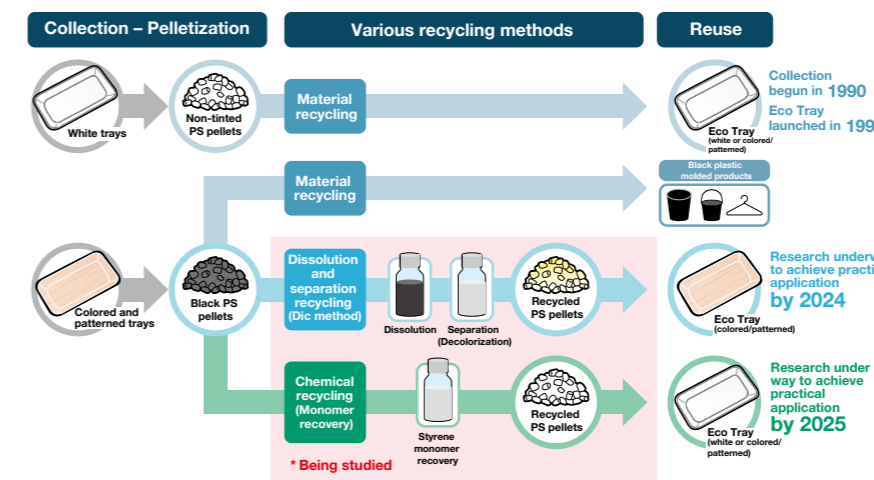 Collection – Pelletization
Various recycling methods
Reuse
White trays
Non-tinted
PS pellets
Material
recycling
Eco Tray
(white or colored/
patterned)
Collection
begun in 1990
Eco Tray
launched in
Material
recycling
Black plastic
molded products
Colored and
patterned trays
Black PS
pellets
Dissolution
and
separation
recycling
(Dic method)
Dissolution
Separation
(Decolorization)
Recycled
PS pellets
Eco Tray
(colored/patterned)
Research
to achieve
application
by 2024
Chemical
recycling
(Monomer
recovery)
Styrene
monomer
recovery
Recycled
PS pellets
Eco Tray
(white or colored/
patterned)
Research under
way to achieve
practical
application
by 2025
* Being studied